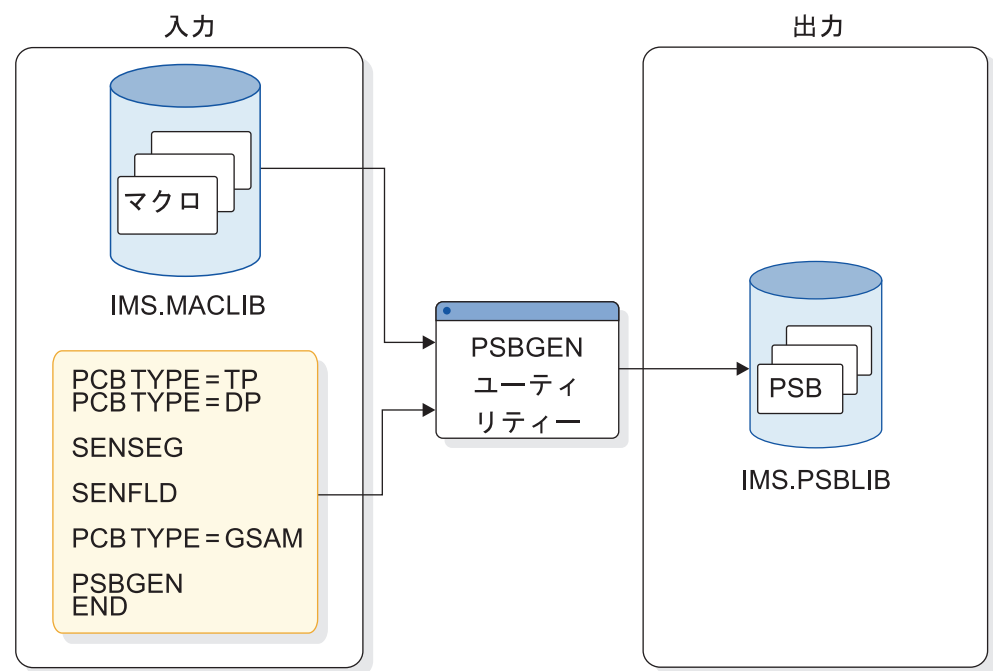 入力
出力
マクロ
IMS.MACLIB
PCB TYPE = TP
PCB TYPE = DP
SENSEG
SENFLD
PCB TYPE = GSAM
PSBGEN
END
PSBGEN
ユーティ
リティー
PSB
IMS.PSBLIB